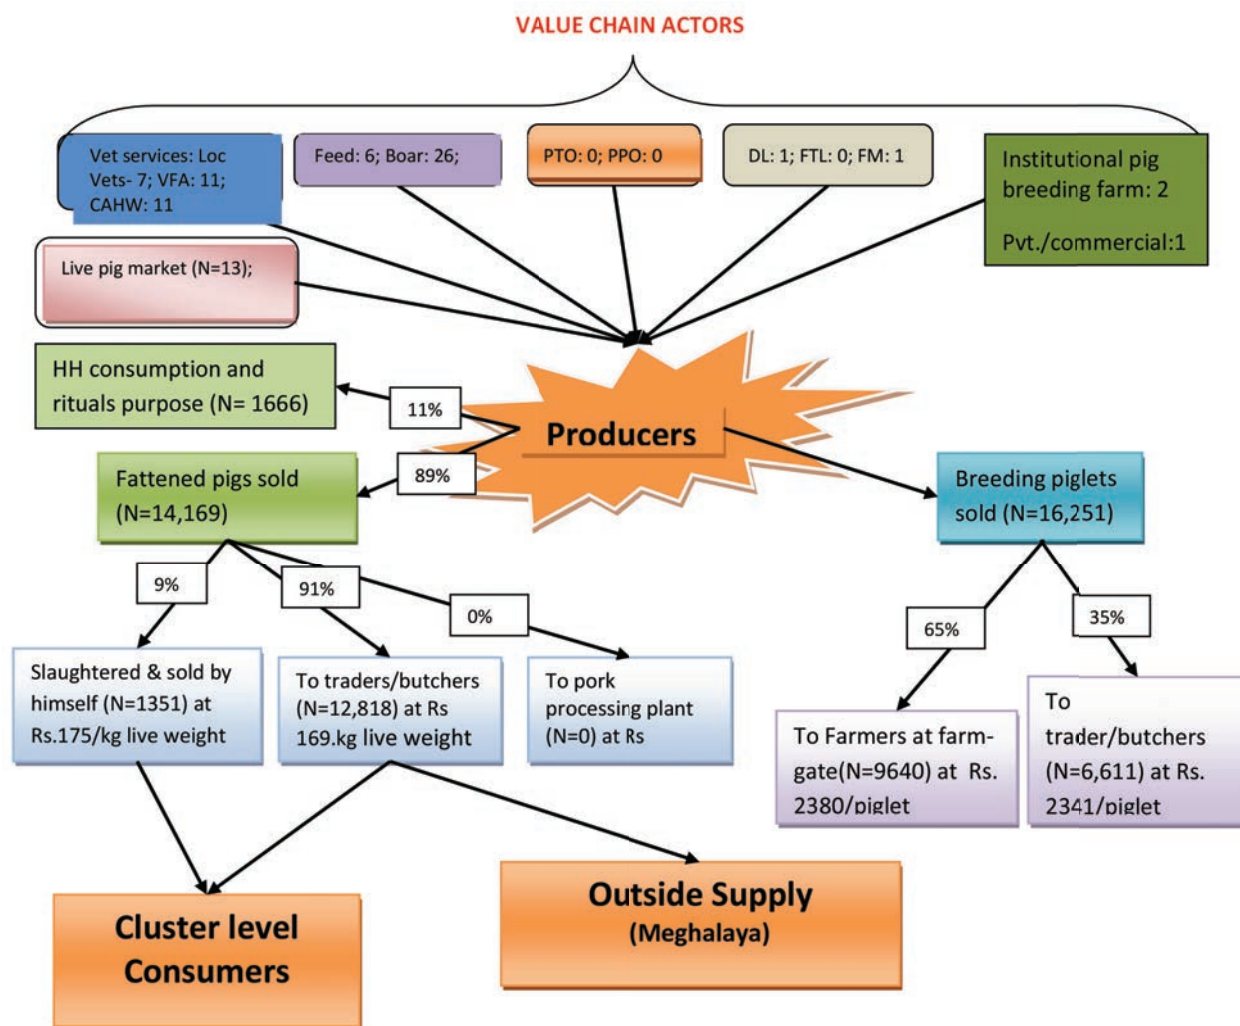 VALUE CHAIN ACTORS
Vet services: Loc
Vets- 7; VFA: 11;
CAHW: 11
Feed: 6; Boar: 26;
PTO: 0; PPO: 0
DL: 1; FTL: 0; FM: 1
Institutional pig
breeding farm: 2
Pvt./commercial:1
Live pig market (N=13);
HH consumption and
rituals purpose (N= 1666)
11%
Producers
89%
Fattened pigs sold
(N=14,169)
Breeding piglets
sold (N=16,251)
9%
91%
0%
65%
35%
Slaughtered & sold by
himself (N=1351) at
Rs.175/kg live weight
To traders/butchers
(N=12,818) at Rs
169.kg live weight
To pork
processing plant
(N=0) at Rs
To Farmers at farm-
gate(N=9640) at Rs.
2380/piglet
To
trader/butchers
(N=6,611) at Rs.
2341/piglet
Cluster level
Consumers
Outside Supply
(Meghalaya)